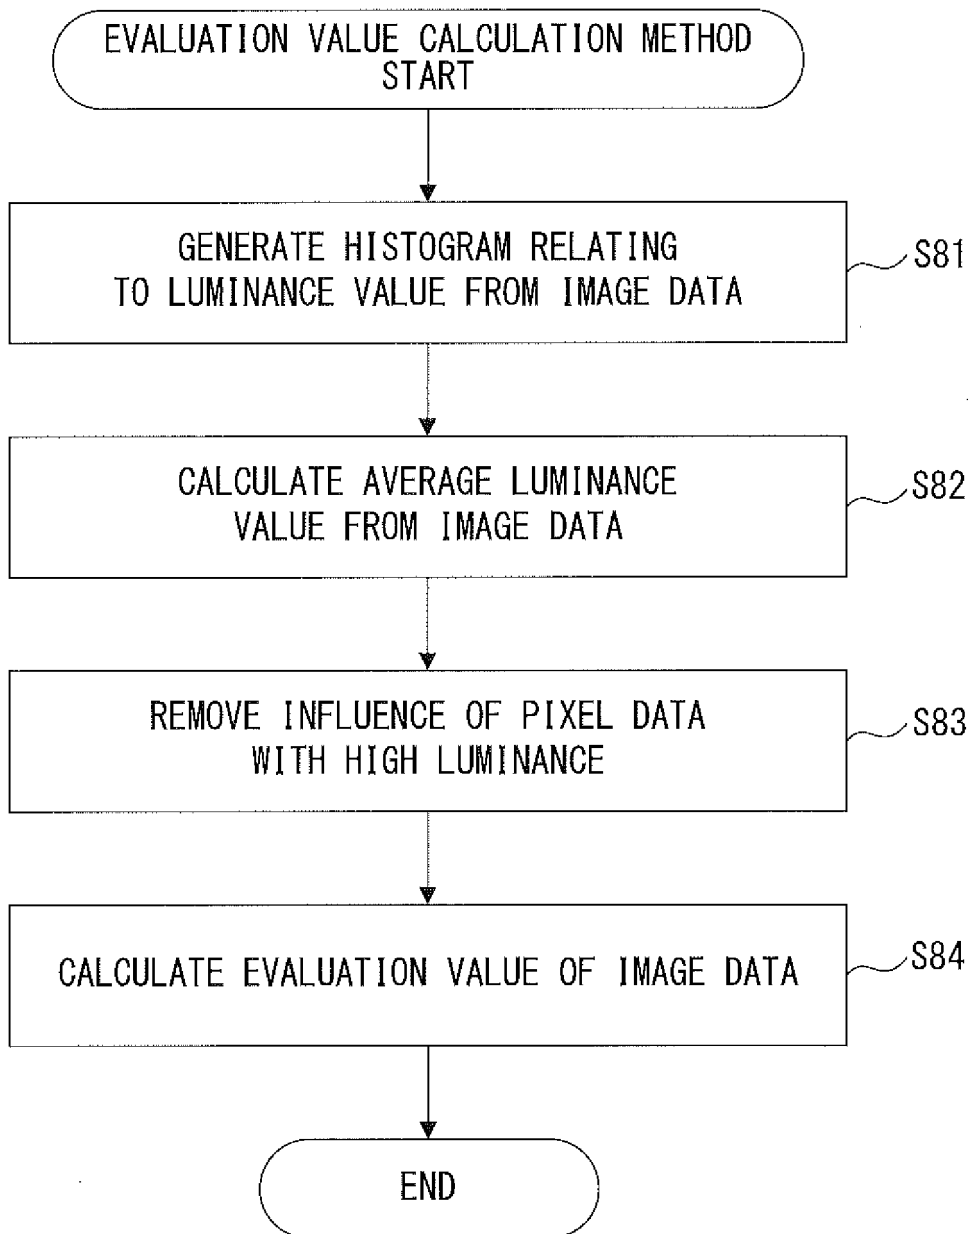 EVALUATION VALUE CALCULATION METHOD
START
GENERATE HISTOGRAM RELATING
TO LUMINANCE VALUE FROM IMAGE DATA
S81
CALCULATE AVERAGE LUMINANCE
VALUE FROM IMAGE DATA
S82
REMOVE INFLUENCE OF PIXEL DATA
WITH HIGH LUMINANCE
S83
CALCULATE EVALUATION VALUE OF IMAGE DATA
S84
END